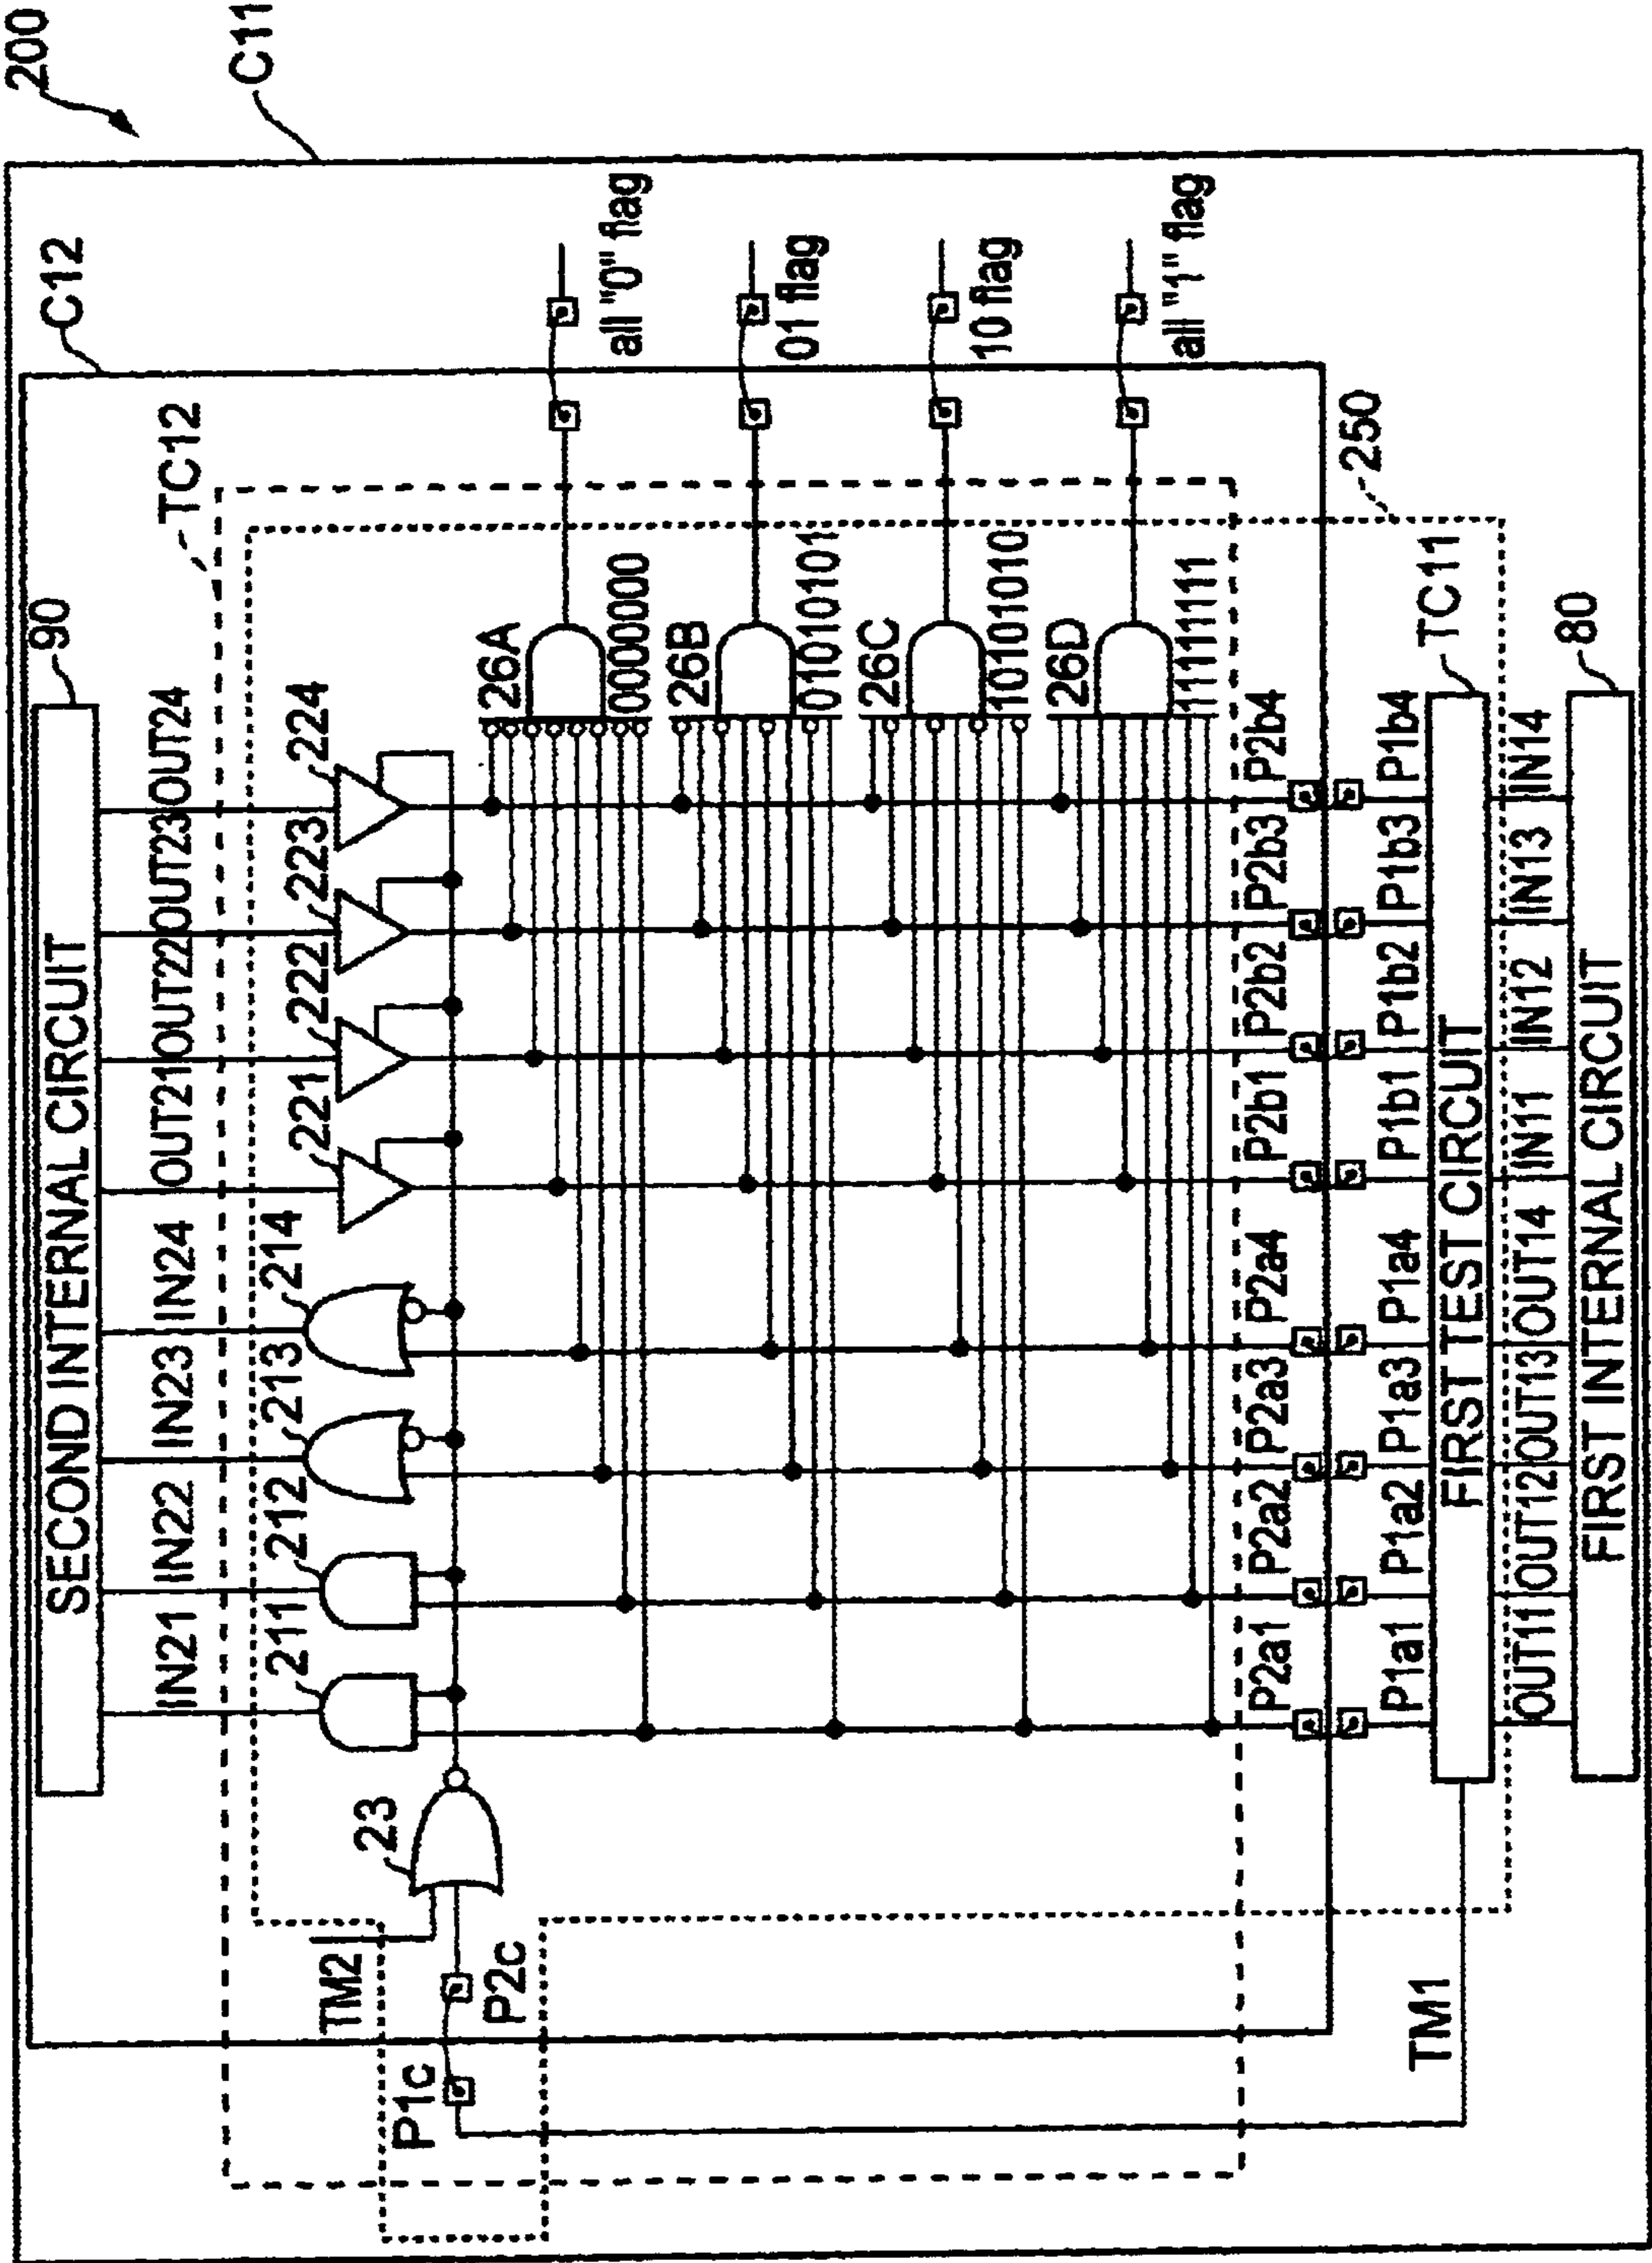 200
C11
C12
TC12
90
SECOND INTERNAL CIRCUIT
IN21 IN22 IN23 IN24 OUT21 OUT22 OUT23 OUT24
211 212 213 214 221 222 223 224
23
TM2
P1c
P2c
26A
0000000
all "0" flag
26B
01010101
01 flag
26C
10101010
10 flag
26D
11111111
all "1" flag
250
P2a1 P2a2 P2a3 P2a4 P2b1 P2b2 P2b3 P2b4
P1a1 P1a2 P1a3 P1a4 P1b1 P1b2 P1b3 P1b4
TM1
FIRST TEST CIRCUIT
TC11
OUT11 OUT12 OUT13 OUT14 IN11 IN12 IN13 IN14
FIRST INTERNAL CIRCUIT
80